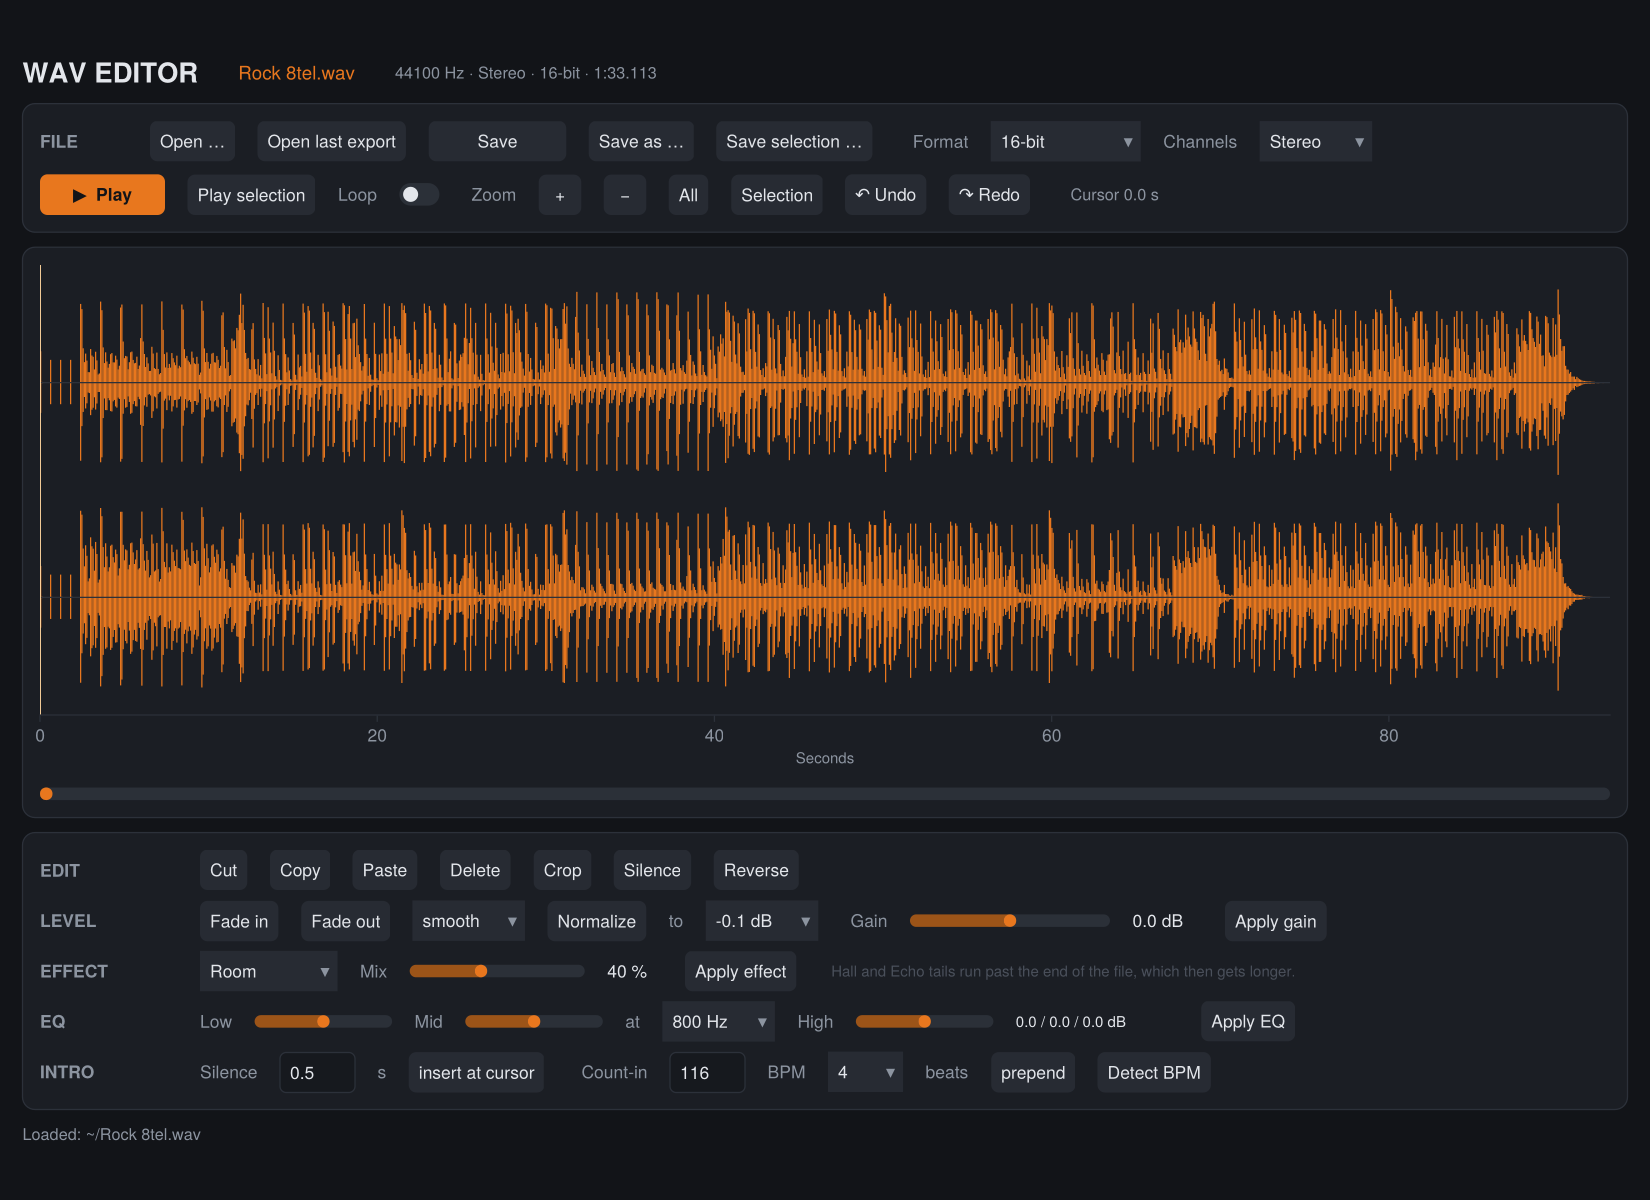 WAV EDITOR Rock 8tel.wav 44100 Hz · Stereo · 16-bit · 1:33.113
FILE Open ... Open last export Save Save as ... Save selection ... Format 16-bit ▾ Channels Stereo ▾
▶ Play Play selection Loop Zoom + − All Selection ↶ Undo ↷ Redo Cursor 0.0 s
0 20 40 60 80
Seconds
EDIT Cut Copy Paste Delete Crop Silence Reverse
LEVEL Fade in Fade out smooth ▾ Normalize to -0.1 dB ▾ Gain 0.0 dB Apply gain
EFFECT Room ▾ Mix 40 % Apply effect Hall and Echo tails run past the end of the file, which then gets longer.
EQ Low Mid at 800 Hz ▾ High 0.0 / 0.0 / 0.0 dB Apply EQ
INTRO Silence 0.5 s insert at cursor Count-in 116 BPM 4 ▾ beats prepend Detect BPM
Loaded: ~/Rock 8tel.wav